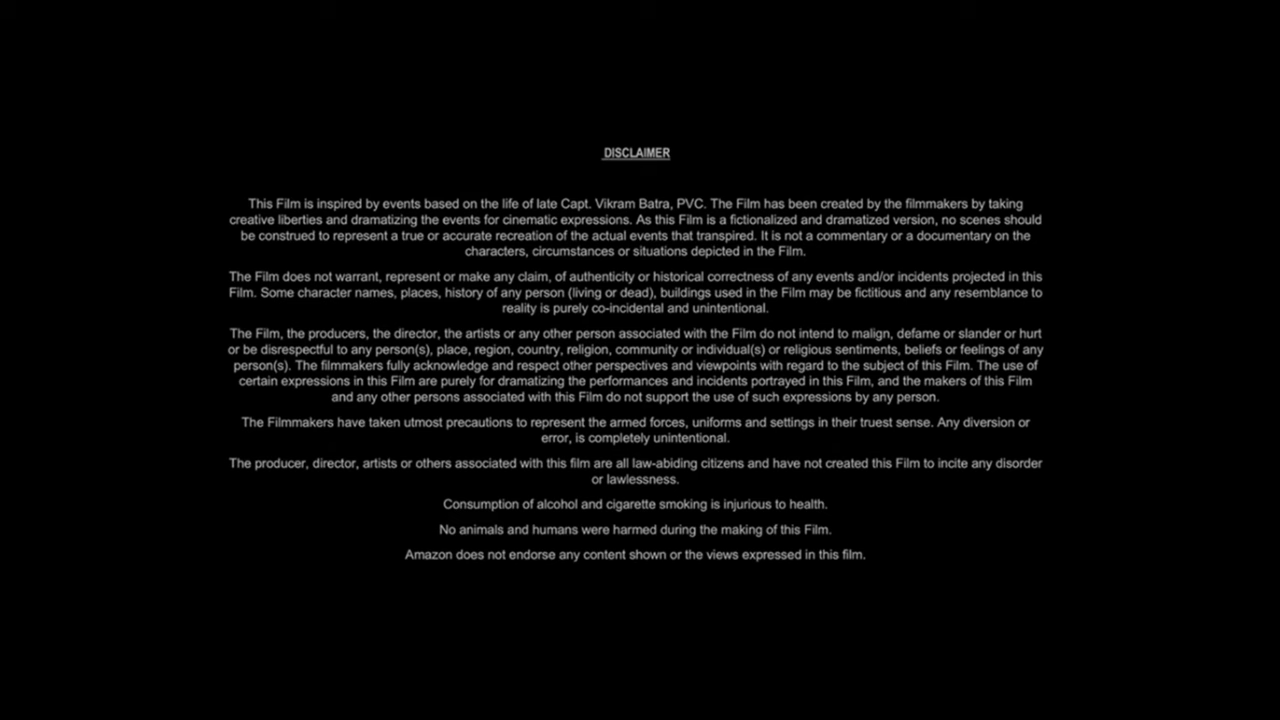 DISCLAIMER
This Film is inspired by events based on the life of late Capt. Vikram Batra, PVC. The Film has been created by the filmmakers by taking
creative liberties and dramatizing the events for cinematic expressions. As this Film is a fictionalized and dramatized version, no scenes should
be construed to represent a true or accurate recreation of the actual events that transpired. It is not a commentary or a documentary on the
characters, circumstances or situations depicted in the Film.
The Film does not warrant, represent or make any claim, of authenticity or historical correctness of any events and/or incidents projected in this
Film. Some character names, places, history of any person (living or dead), buildings used in the Film may be fictitious and any resemblance to
reality is purely co-incidental and unintentional.
The Film, the producers, the director, the artists or any other person associated with the Film do not intend to malign, defame or slander or hurt
or be disrespectful to any person(s), place, region, country, religion, community or individual(s) or religious sentiments, beliefs or feelings of any
person(s). The filmmakers fully acknowledge and respect other perspectives and viewpoints with regard to the subject of this Film. The use of
certain expressions in this Film are purely for dramatizing the performances and incidents portrayed in this Film, and the makers of this Film
and any other persons associated with this Film do not support the use of such expressions by any person.
The Filmmakers have taken utmost precautions to represent the armed forces, uniforms and settings in their truest sense. Any diversion or
error, is completely unintentional.
The producer, director, artists or others associated with this film are all law-abiding citizens and have not created this Film to incite any disorder
or lawlessness.
Consumption of alcohol and cigarette smoking is injurious to health.
No animals and humans were harmed during the making of this Film.
Amazon does not endorse any content shown or the views expressed in this film.